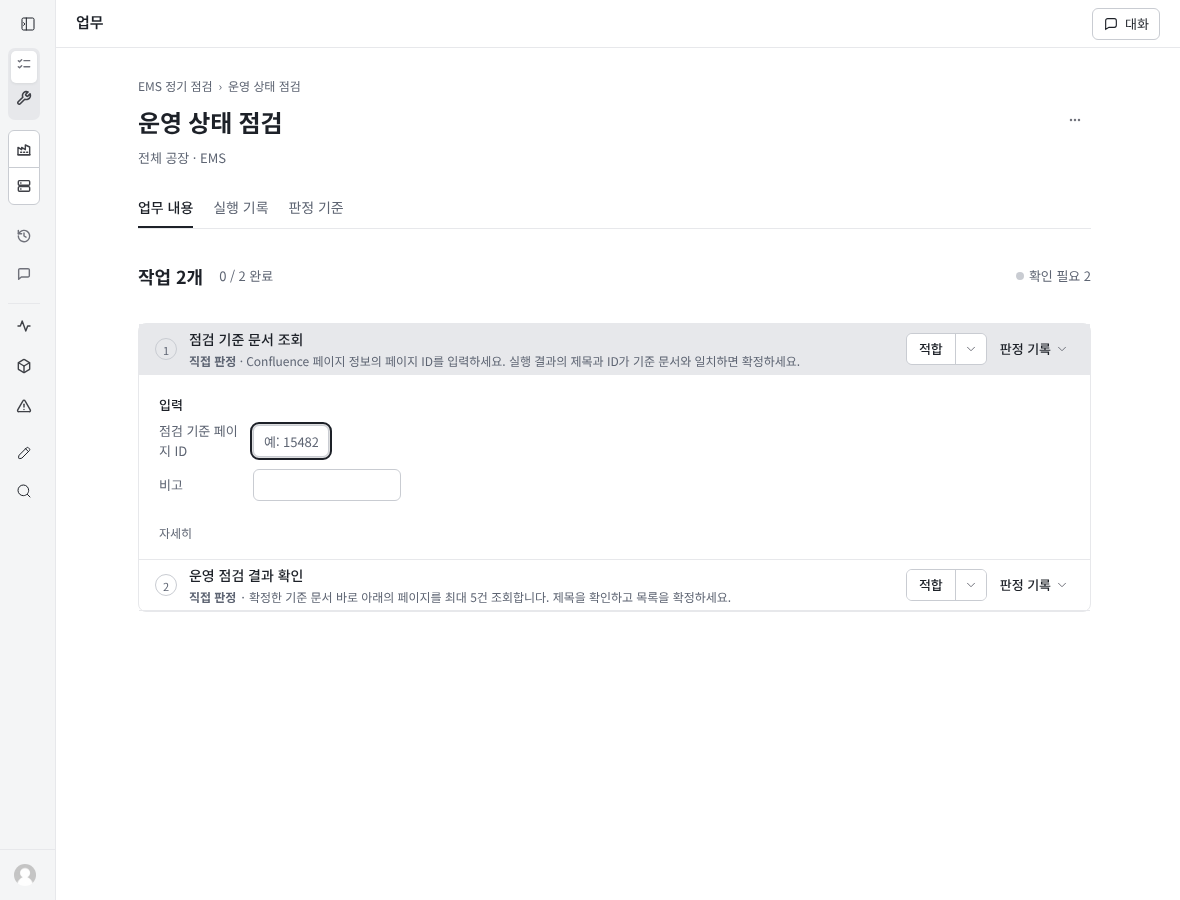 업무
대화
EMS 정기 점검 › 운영 상태 점검
운영 상태 점검
···
전체 공장 · EMS
업무 내용 실행 기록 판정 기준
작업 2개 0 / 2 완료
확인 필요 2
1 점검 기준 문서 조회
직접 판정 · Confluence 페이지 정보의 페이지 ID를 입력하세요. 실행 결과의 제목과 ID가 기준 문서와 일치하면 확정하세요.
적합 판정 기록
입력
점검 기준 페이
지 ID
예: 15482
비고
자세히
2 운영 점검 결과 확인
직접 판정 · 확정한 기준 문서 바로 아래의 페이지를 최대 5건 조회합니다. 제목을 확인하고 목록을 확정하세요.
적합 판정 기록